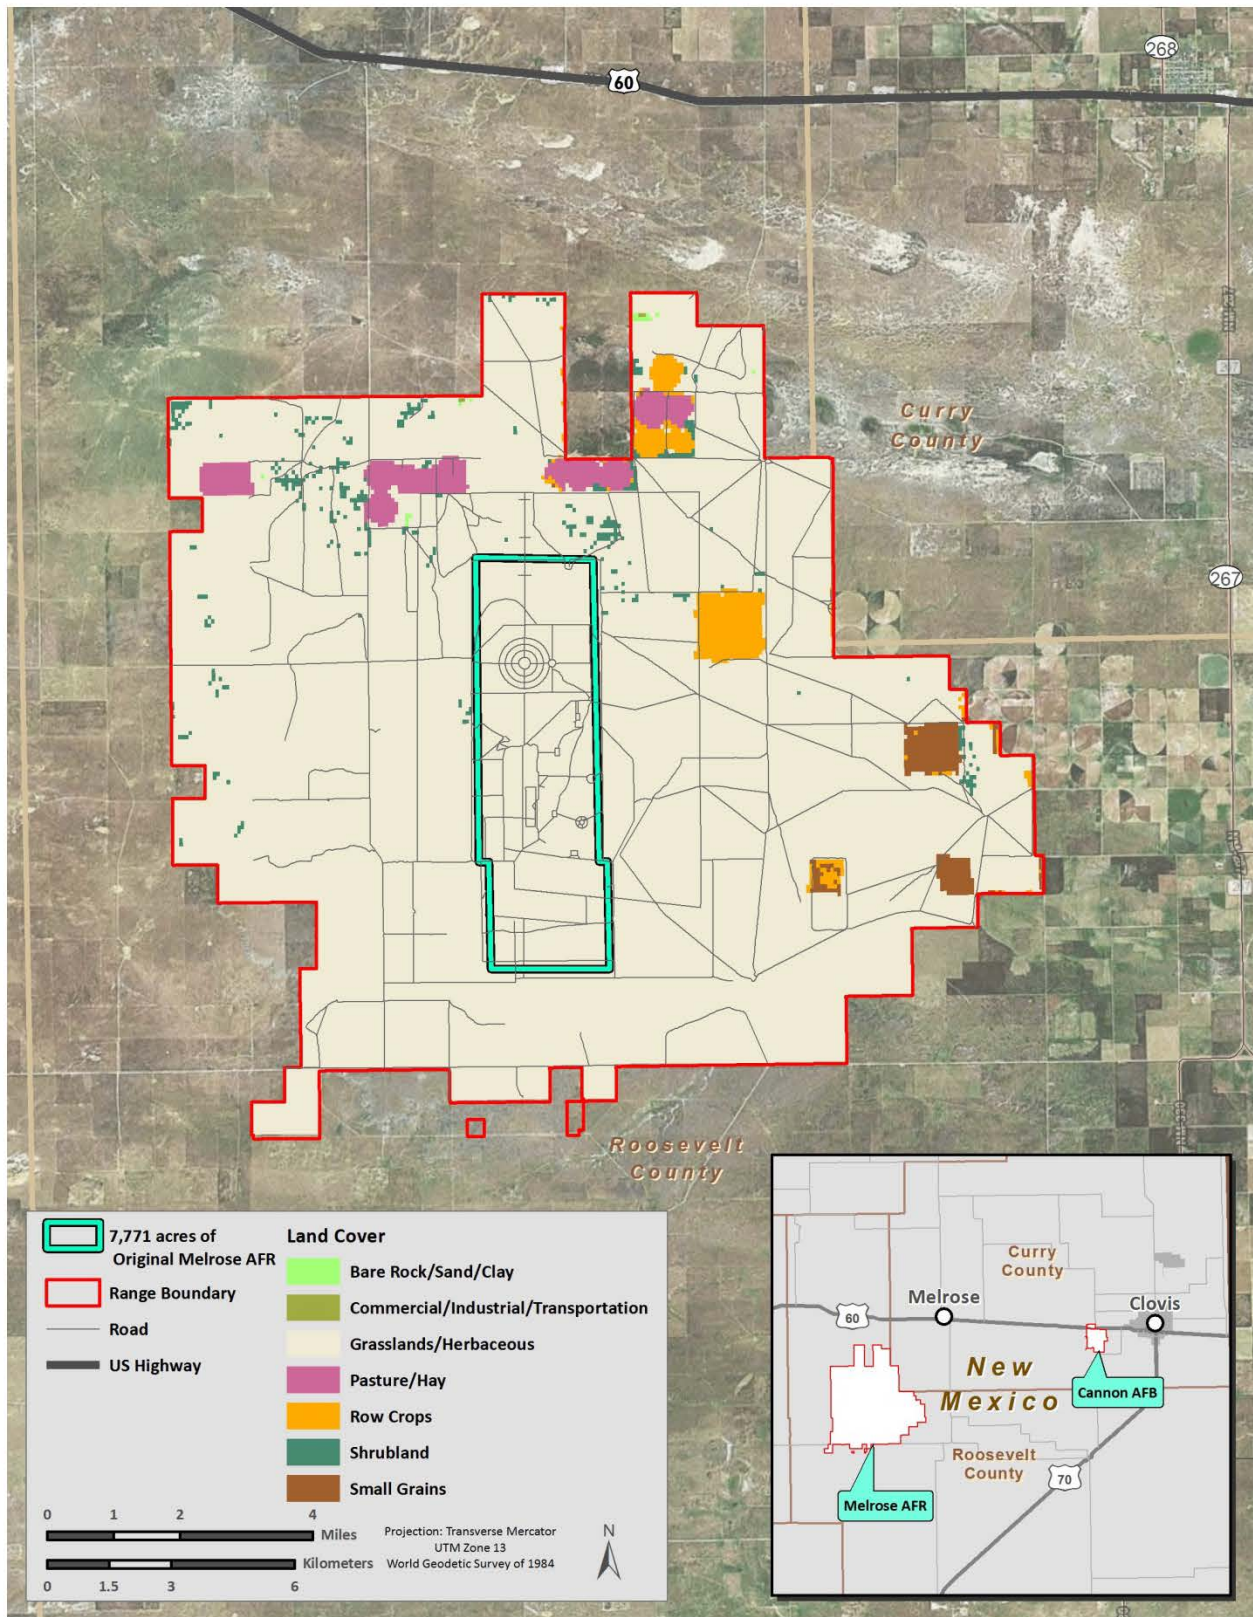 60
268
Curry
County
267
Roosevelt
County
7,771 acres of
Original Melrose AFR
Range Boundary
Road
US Highway
Land Cover
Bare Rock/Sand/Clay
Commercial/Industrial/Transportation
Grasslands/Herbaceous
Pasture/Hay
Row Crops
Shrubland
Small Grains
0 1 2 4
Miles
Kilometers
0 1.5 3 6
Projection: Transverse Mercator
UTM Zone 13
World Geodetic Survey of 1984
N
Curry
County
Melrose
Clovis
60
New
Mexico
Cannon AFB
Roosevelt
County
70
Melrose AFR